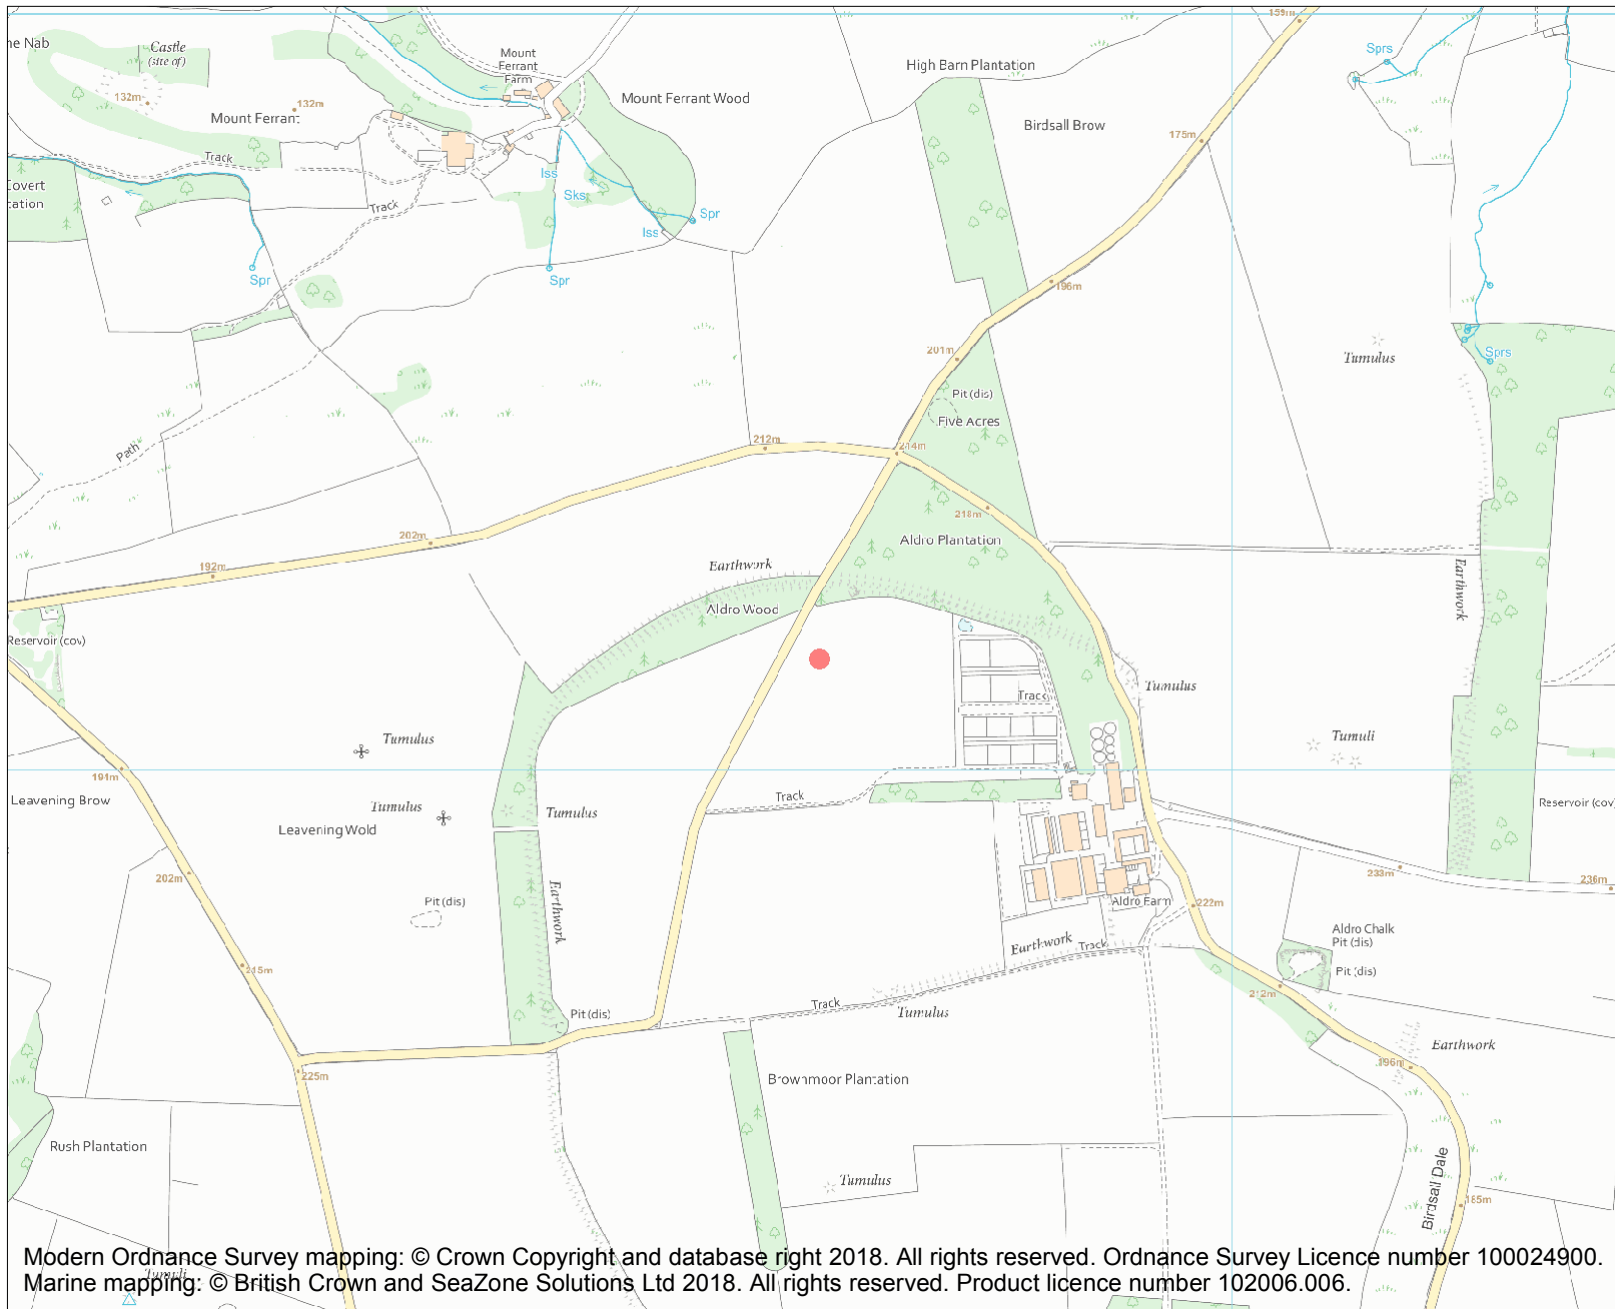 159m
ne Nab
Castle
(site of)
Mount
Ferrant
Farm
Sprs
High Barn Plantation
132m
132m
Mount Ferrant
Mount Ferrant Wood
Birdsall Brow
175m
Track
Iss
Sks
Covert
tation
Track
Spr
Iss
Spr
Spr
196m
201m
Tumulus
Sprs
Pit (dis)
Five Acres
212m
214m
Path
218m
202m
Aldro Plantation
192m
Earthwork
Earthwork
Aldro Wood
Reservoir (cov)
Track
Tumulus
Tumulus
Tumuli
191m
Leavening Brow
Track
Tumulus
Tumulus
Leavening Wold
Reservoir (cov)
202m
233m
236m
Pit (dis)
Earthwork
Aldro Farm
222m
Aldro Chalk
Pit (dis)
Earthwork
Track
215m
Pit (dis)
212m
Track
Pit (dis)
Tumulus
Earthwork
196m
225m
Brownmoor Plantation
Rush Plantation
Tumulus
Birdsall Dale
185m
Modern Ordnance Survey mapping: © Crown Copyright and database right 2018. All rights reserved. Ordnance Survey Licence number 100024900.
Marine mapping: © British Crown and SeaZone Solutions Ltd 2018. All rights reserved. Product licence number 102006.006.
Tumuli